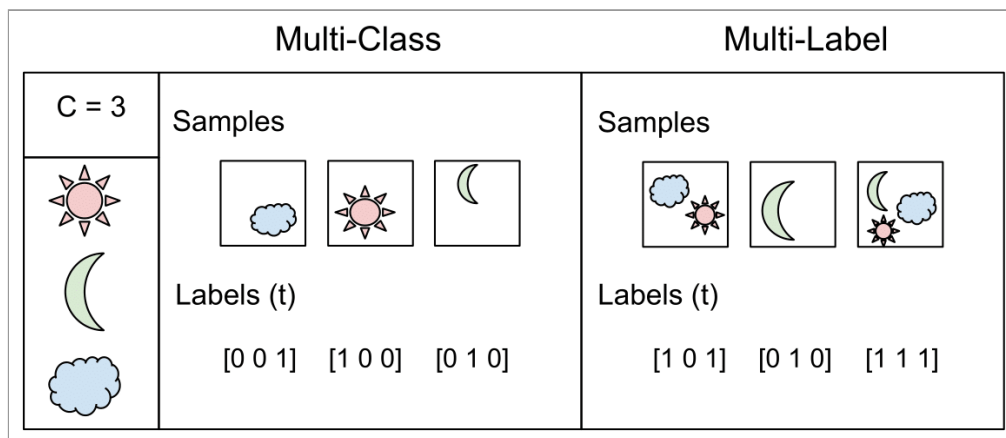 Multi-Class
Multi-Label
C = 3
Samples
Samples
Labels (t)
Labels (t)
[0 0 1] [1 0 0] [0 1 0]
[1 0 1] [0 1 0] [1 1 1]